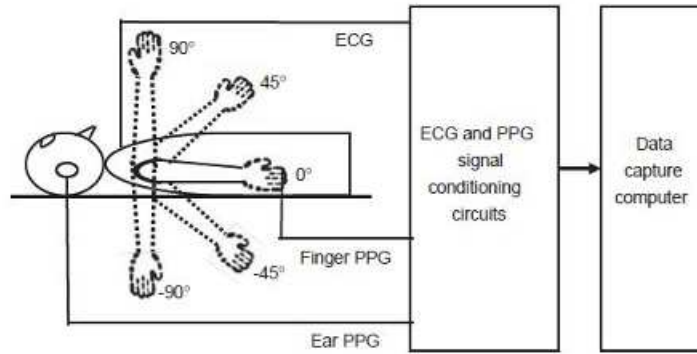 ECG
90°
45°
0°
-45°
-90°
Finger PPG
Ear PPG
ECG and PPG
signal
conditioning
circuits
Data
capture
computer